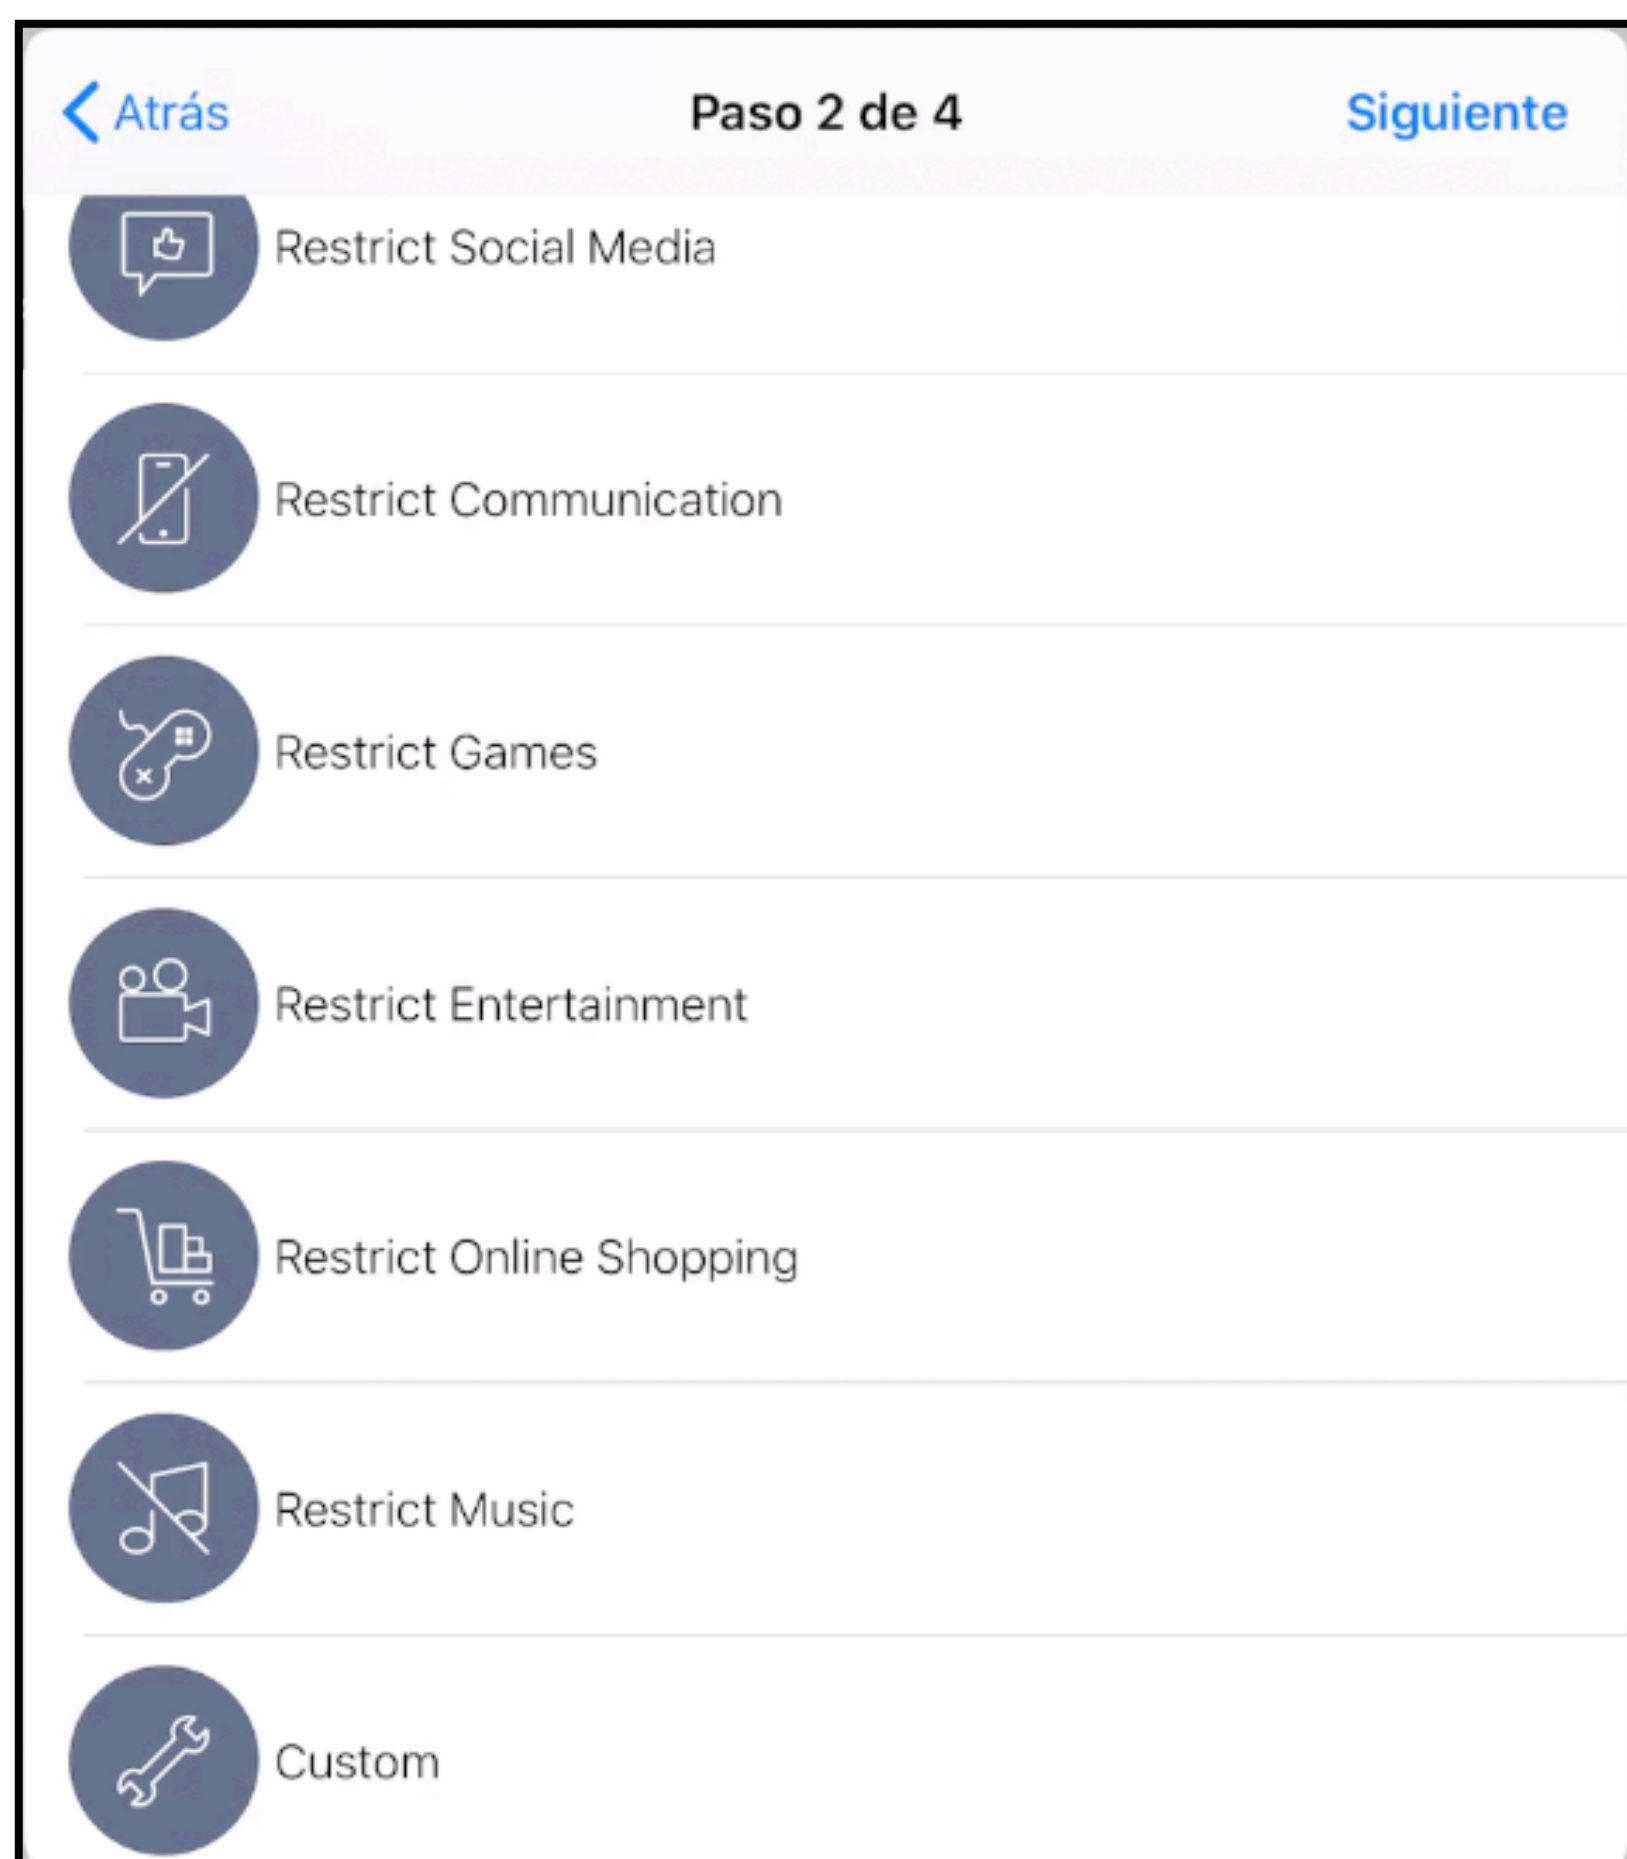 Atrás
Paso 2 de 4
Siguiente
Restrict Social Media
Restrict Communication
Restrict Games
Restrict Entertainment
Restrict Online Shopping
Restrict Music
Custom